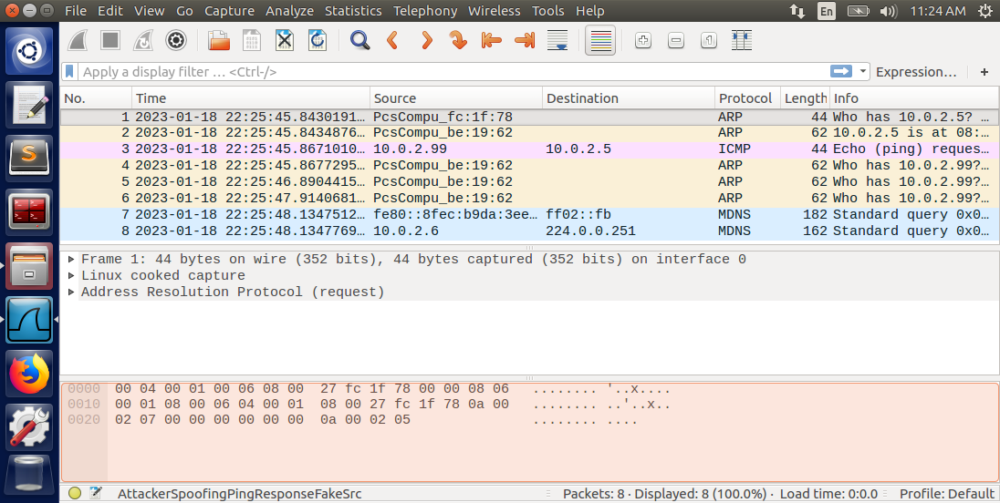 File Edit View Go Capture Analyze Statistics Telephony Wireless Tools Help En 11:24 AM
Apply a display filter … <Ctrl-/> Expression… +
No. Time Source Destination Protocol Length Info
1 2023-01-18 22:25:45.8430191… PcsCompu_fc:1f:78 ARP 44 Who has 10.0.2.5? …
2 2023-01-18 22:25:45.8434876… PcsCompu_be:19:62 ARP 62 10.0.2.5 is at 08:…
3 2023-01-18 22:25:45.8671010… 10.0.2.99 10.0.2.5 ICMP 44 Echo (ping) reques…
4 2023-01-18 22:25:45.8677295… PcsCompu_be:19:62 ARP 62 Who has 10.0.2.99?…
5 2023-01-18 22:25:46.8904415… PcsCompu_be:19:62 ARP 62 Who has 10.0.2.99?…
6 2023-01-18 22:25:47.9140681… PcsCompu_be:19:62 ARP 62 Who has 10.0.2.99?…
7 2023-01-18 22:25:48.1347512… fe80::8fec:b9da:3ee… ff02::fb MDNS 182 Standard query 0x0…
8 2023-01-18 22:25:48.1347769… 10.0.2.6 224.0.0.251 MDNS 162 Standard query 0x0…
Frame 1: 44 bytes on wire (352 bits), 44 bytes captured (352 bits) on interface 0
Linux cooked capture
Address Resolution Protocol (request)
0000 00 04 00 01 00 06 08 00 27 fc 1f 78 00 00 08 06 ........ '..x....
0010 00 01 08 00 06 04 00 01 08 00 27 fc 1f 78 0a 00 ........ ..'..x..
0020 02 07 00 00 00 00 00 00 0a 00 02 05 ........ ....
AttackerSpoofingPingResponseFakeSrc Packets: 8 · Displayed: 8 (100.0%) · Load time: 0:0.0 Profile: Default